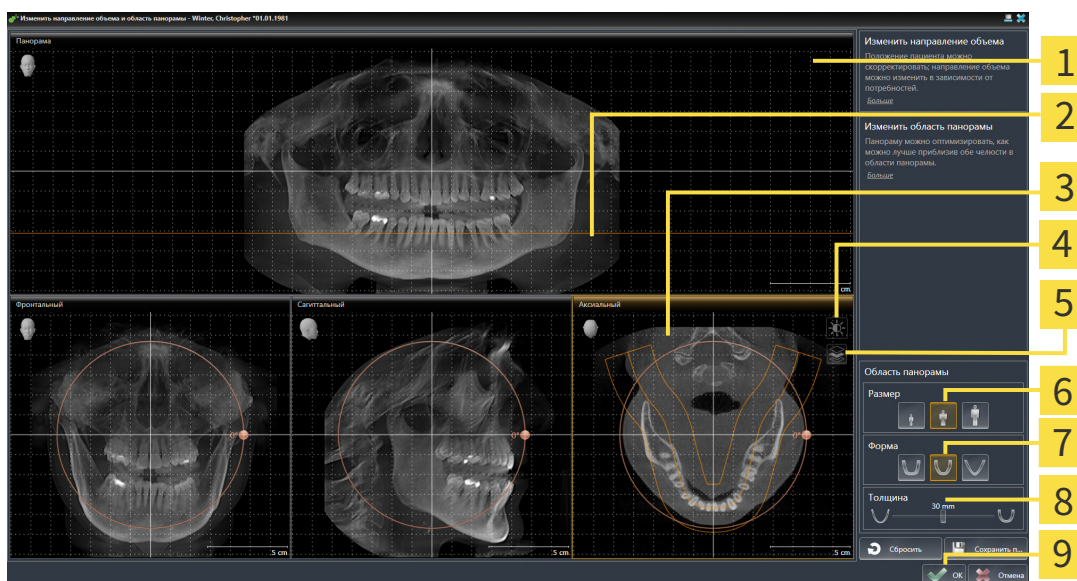 Изменить направление объема и область панорамы - Winter, Christopher *01.01.1981
Панорама
cm
Фронтальный
0°
5 cm
Сагиттальный
0°
5 cm
Аксиальный
0°
5 cm
Изменить направление объема
Положение пациента можно
скорректировать; направление объема
можно изменить в зависимости от
потребностей.
Больше
Изменить область панорамы
Панораму можно оптимизировать, как
можно лучше приблизив обе челюсти в
области панорамы.
Больше
Область панорамы
Размер
Форма
Толщина
30 mm
Сбросить
Сохранить п...
OK
Отмена
1
2
3
4
5
6
7
8
9